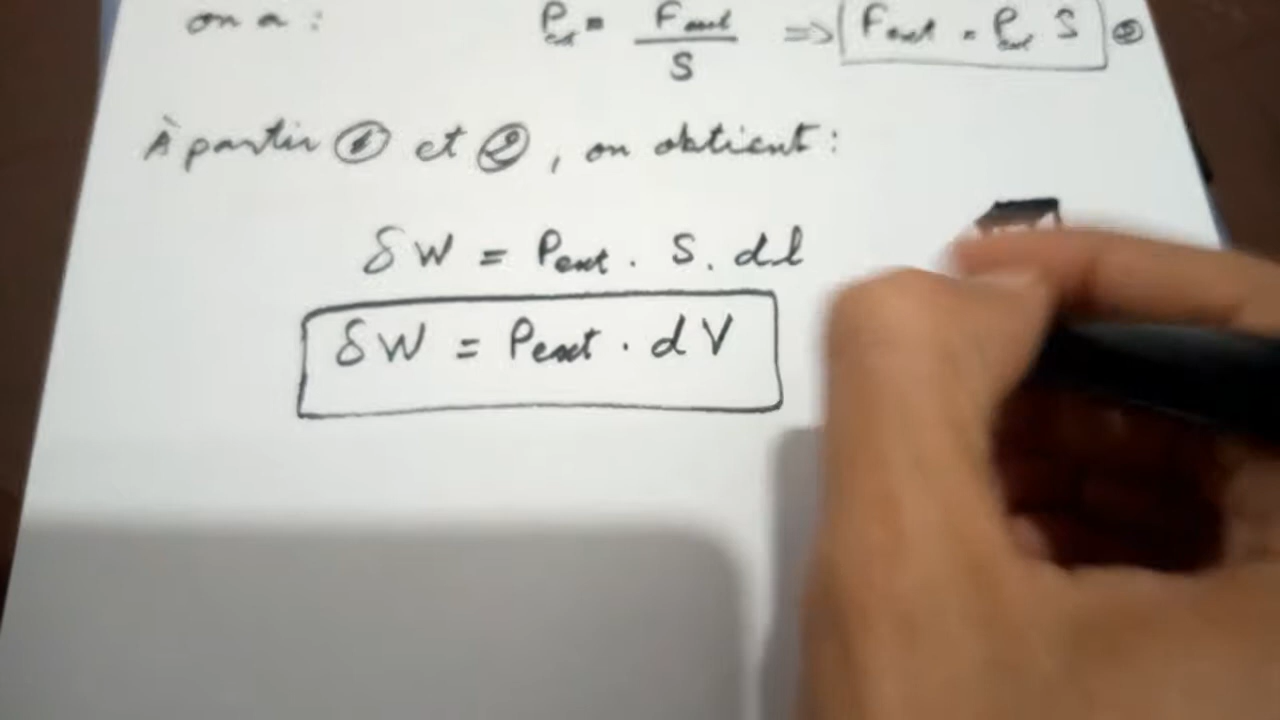 on a : Pext = Fext / S => Fext = Pext S ②
À partir ① et ②, on obtient :
δW = Pext . S . dl
δW = Pext . dV